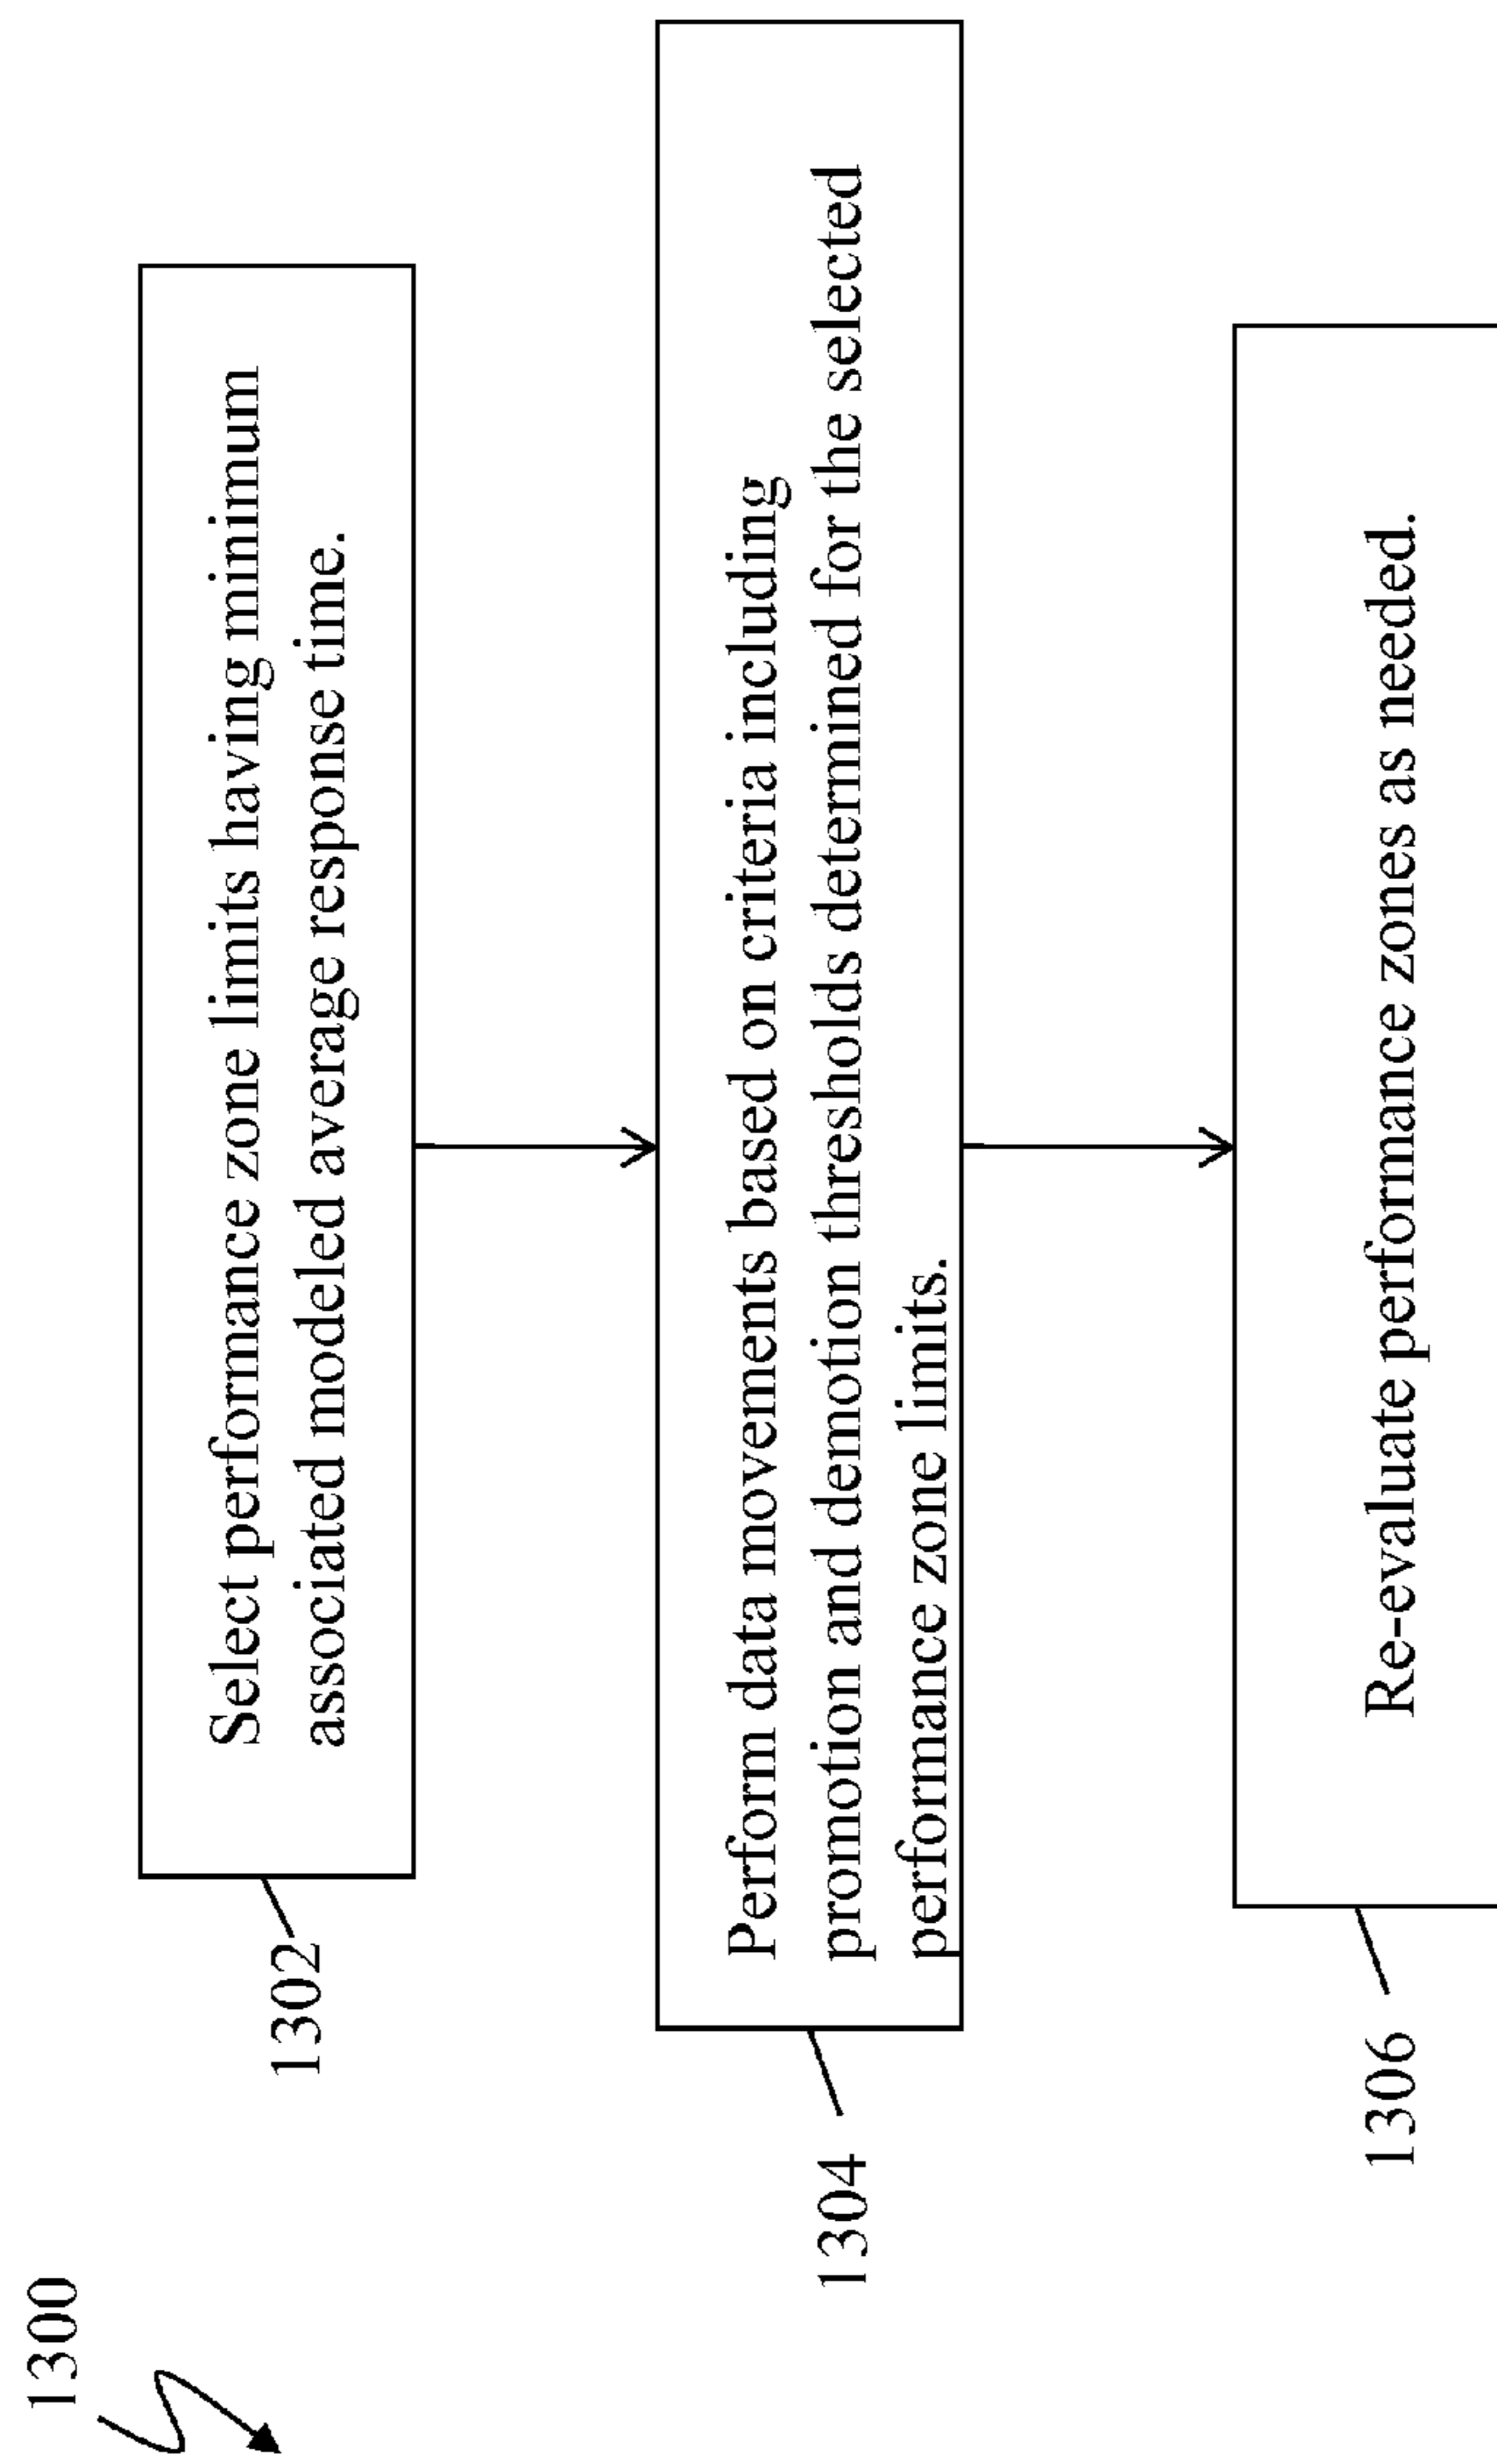 1300
Select performance zone limits having minimum
associated modeled average response time.
1302
Perform data movements based on criteria including
promotion and demotion thresholds determined for the selected
performance zone limits.
1304
Re-evaluate performance zones as needed.
1306